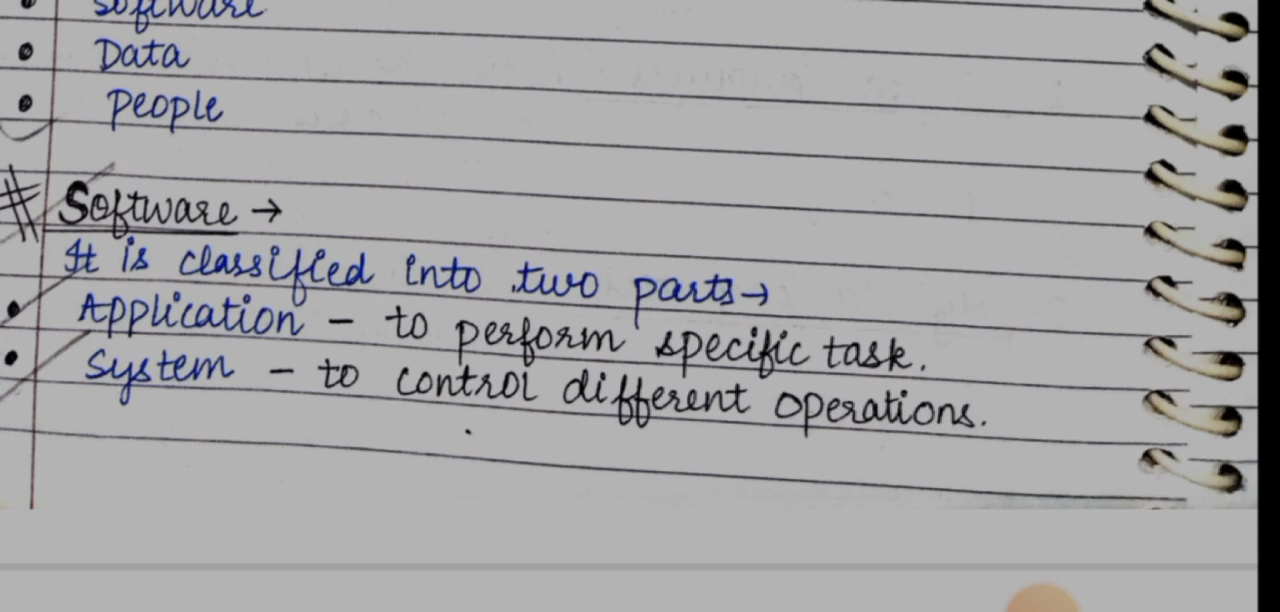 • Software
• Data
• People
# Software →
It is classified into two parts →
• Application - to perform specific task.
• System - to control different operations.